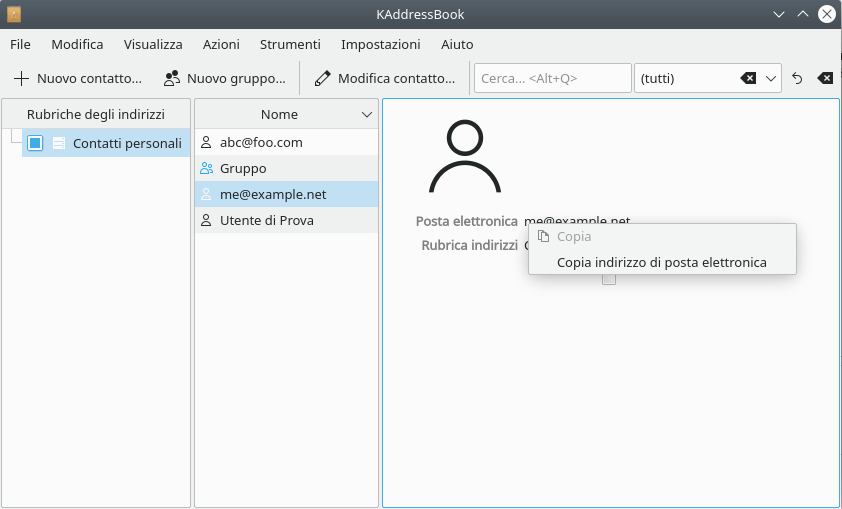 KAddressBook
File Modifica Visualizza Azioni Strumenti Impostazioni Aiuto
Nuovo contatto... Nuovo gruppo... Modifica contatto... Cerca... <Alt+Q> (tutti)
Rubriche degli indirizzi
Contatti personali
Nome
abc@foo.com
Gruppo
me@example.net
Utente di Prova
Posta elettronica me@example.net
Rubrica indirizzi
Copia
Copia indirizzo di posta elettronica